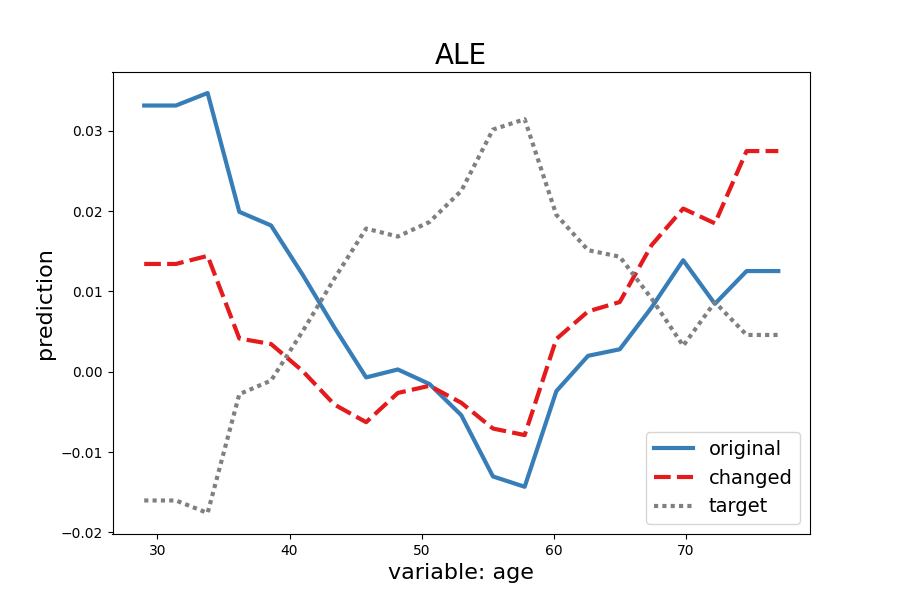 ALE
prediction
0.03
0.02
0.01
0.00
−0.01
−0.02
30 40 50 60 70
variable: age
original
changed
target